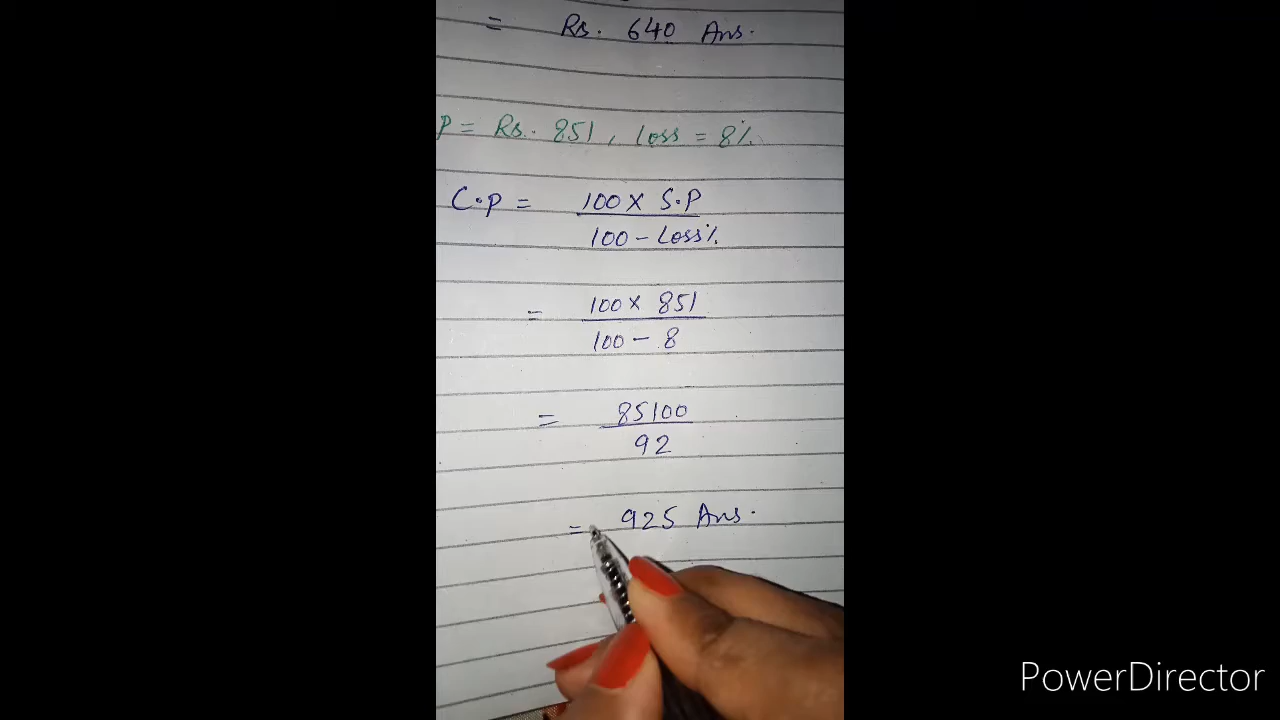 = Rs. 640 Ans.
P = Rs. 851, Loss = 8%
C.P = 100 × S.P
100 - Loss%
= 100 × 851
100 - 8
= 85100
92
= 925 Ans.
PowerDirector